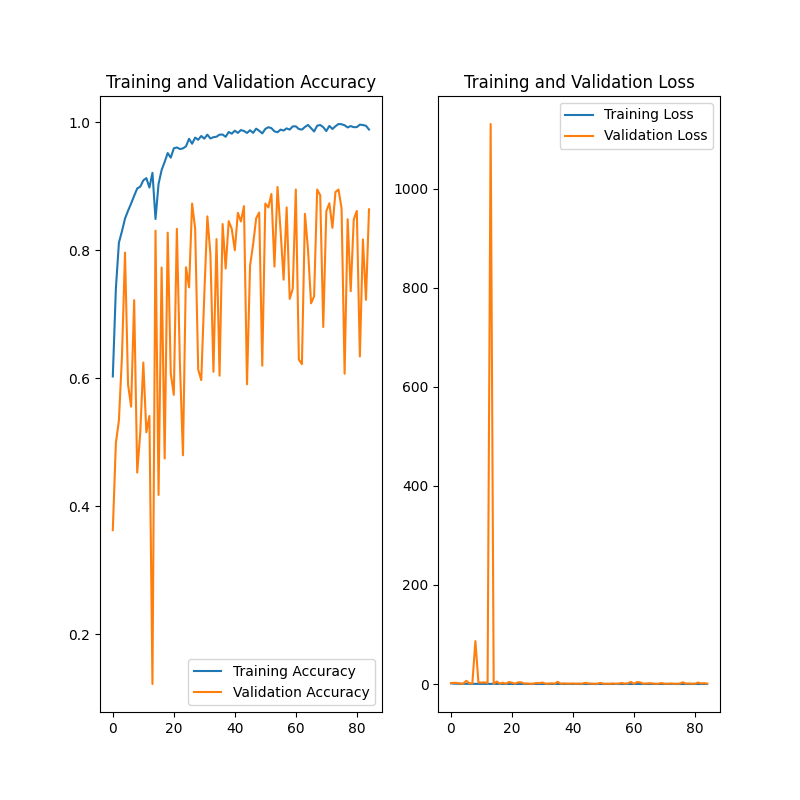 Training and Validation Accuracy
1.0
0.8
0.6
0.4
0.2
0 20 40 60 80
Training Accuracy
Validation Accuracy
Training and Validation Loss
1000
800
600
400
200
0
0 20 40 60 80
Training Loss
Validation Loss